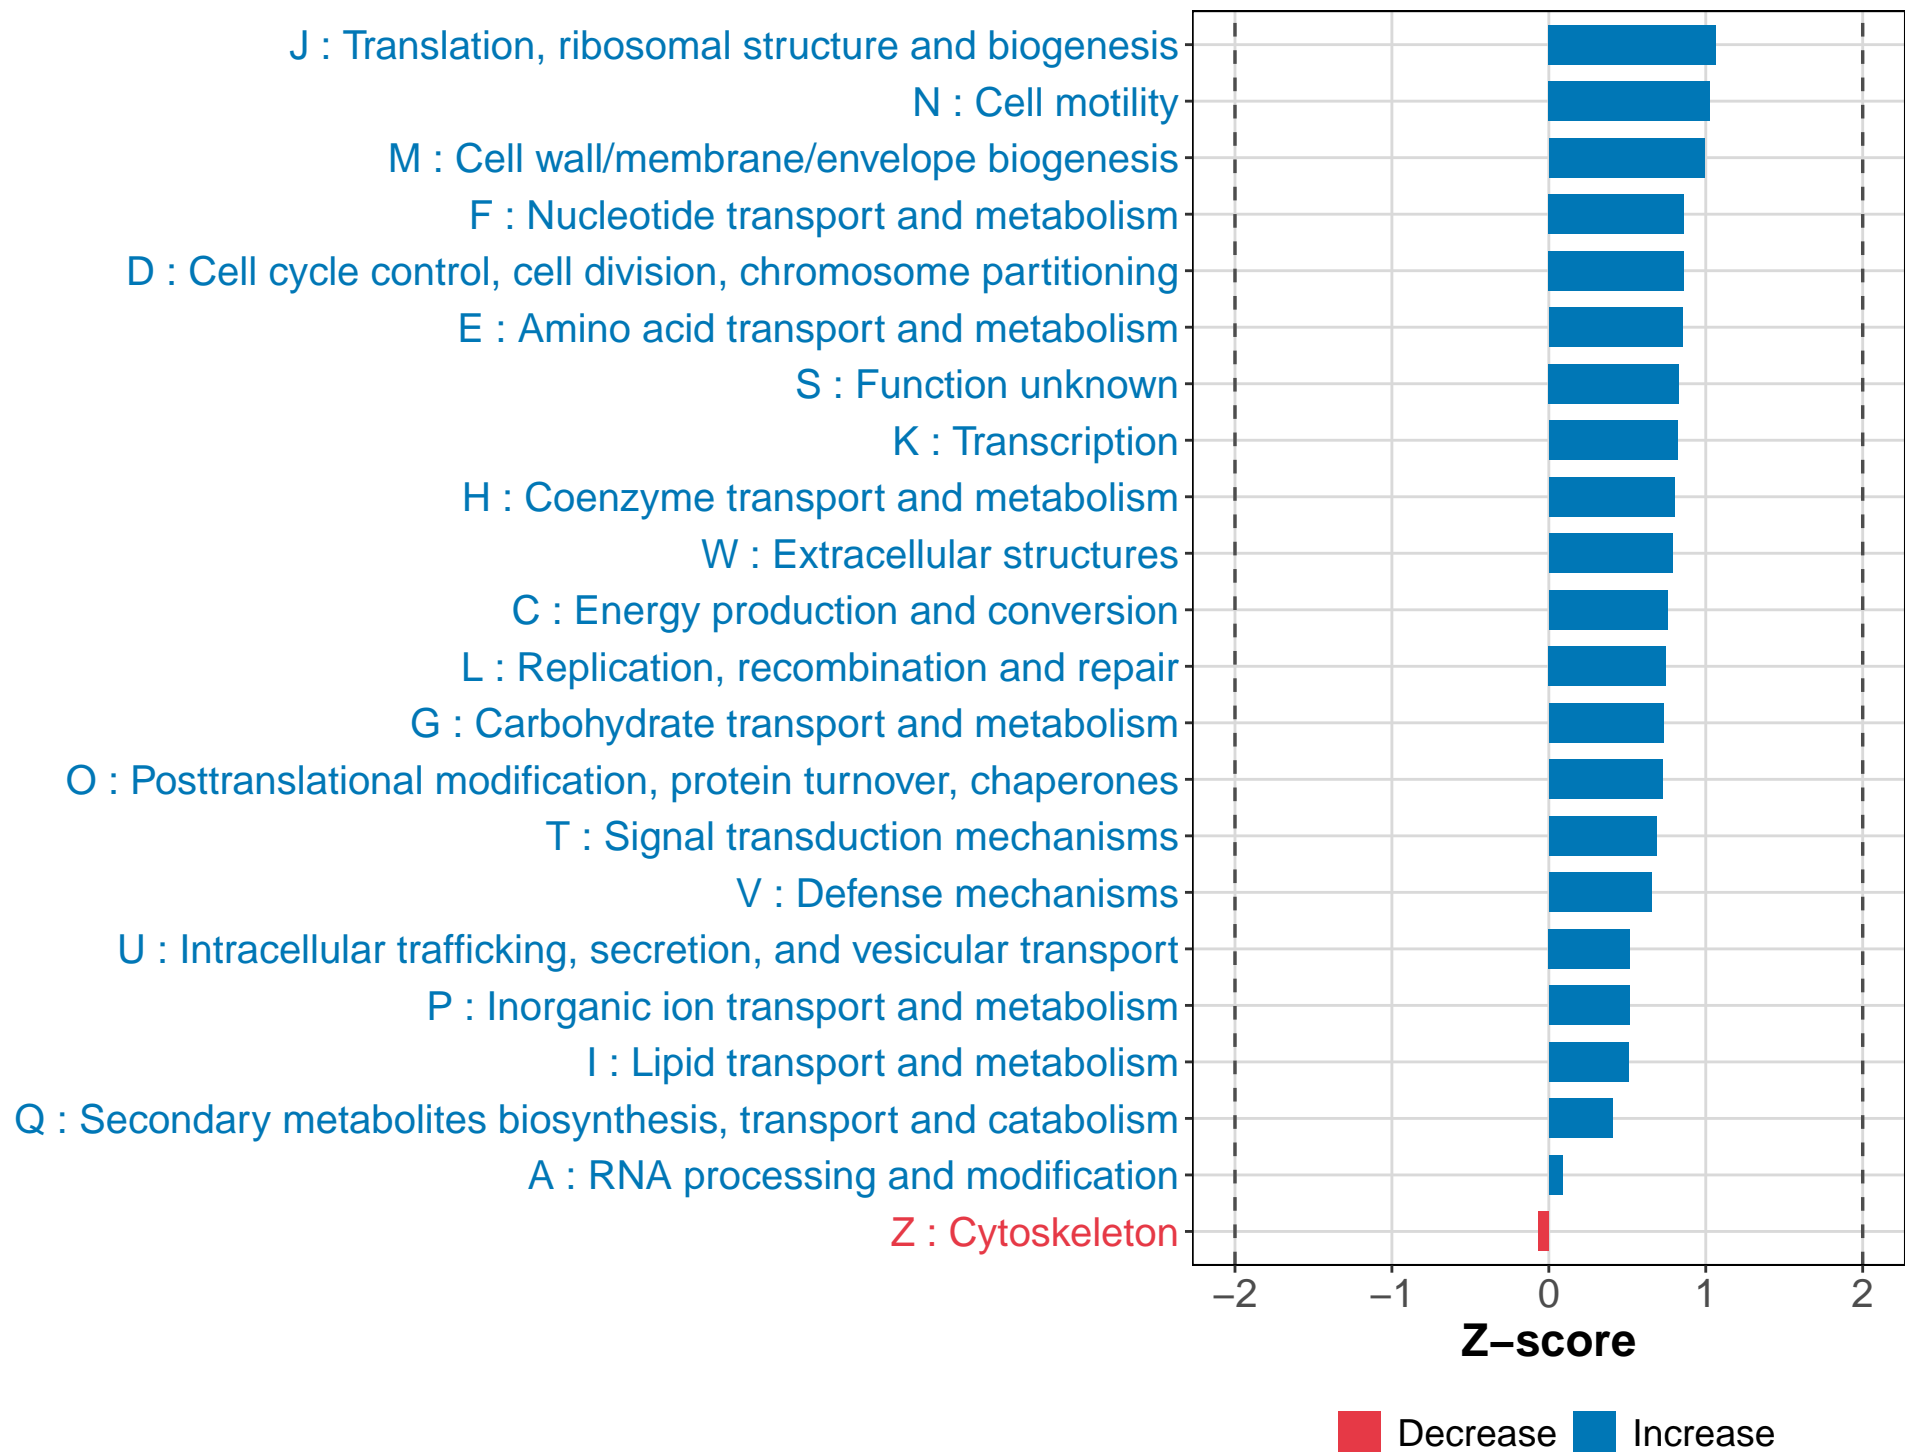 J : Translation, ribosomal structure and biogenesis
N : Cell motility
M : Cell wall/membrane/envelope biogenesis
F : Nucleotide transport and metabolism
D : Cell cycle control, cell division, chromosome partitioning
E : Amino acid transport and metabolism
S : Function unknown
K : Transcription
H : Coenzyme transport and metabolism
W : Extracellular structures
C : Energy production and conversion
L : Replication, recombination and repair
G : Carbohydrate transport and metabolism
O : Posttranslational modification, protein turnover, chaperones
T : Signal transduction mechanisms
V : Defense mechanisms
U : Intracellular trafficking, secretion, and vesicular transport
P : Inorganic ion transport and metabolism
I : Lipid transport and metabolism
Q : Secondary metabolites biosynthesis, transport and catabolism
A : RNA processing and modification
Z : Cytoskeleton
−2 −1 0 1 2
Z−score
Decrease Increase